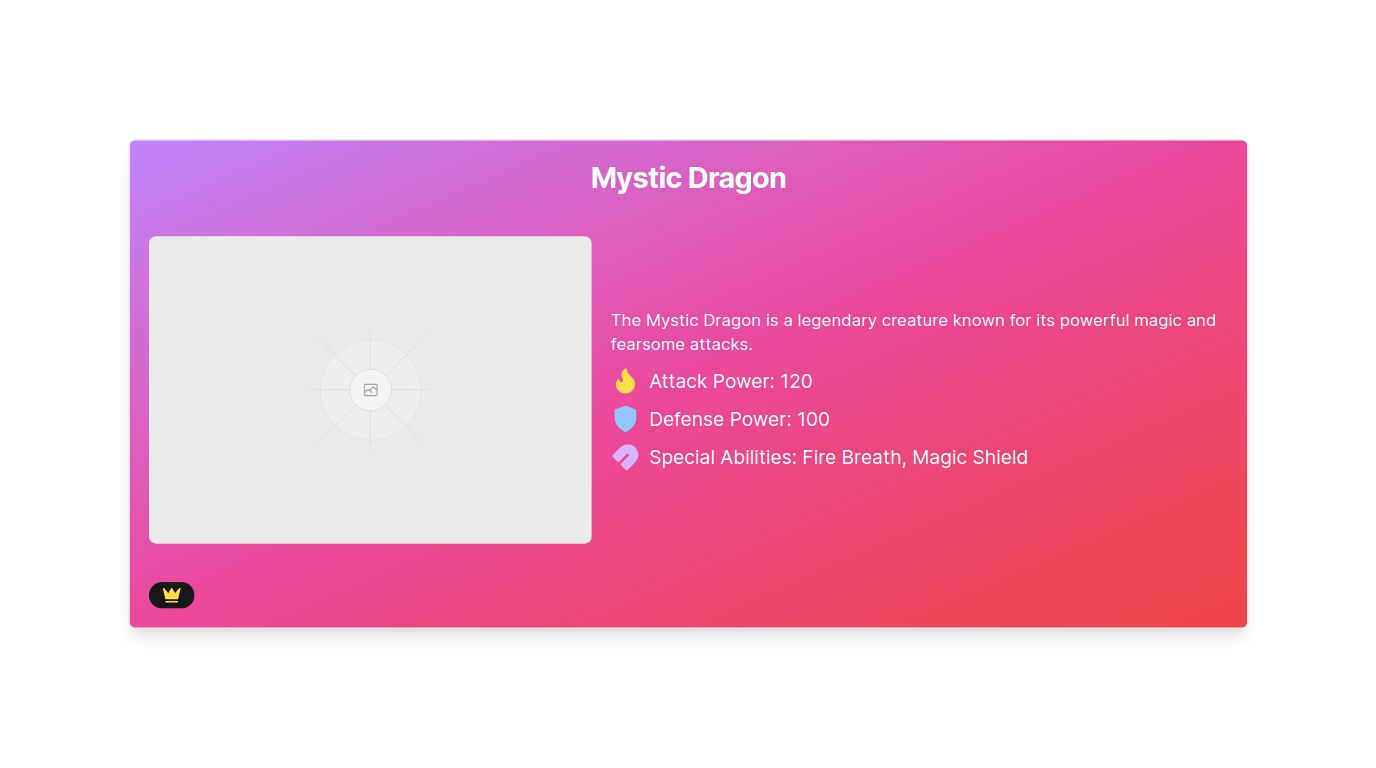 Mystic Dragon
The Mystic Dragon is a legendary creature known for its powerful magic and
fearsome attacks.
Attack Power: 120
Defense Power: 100
Special Abilities: Fire Breath, Magic Shield